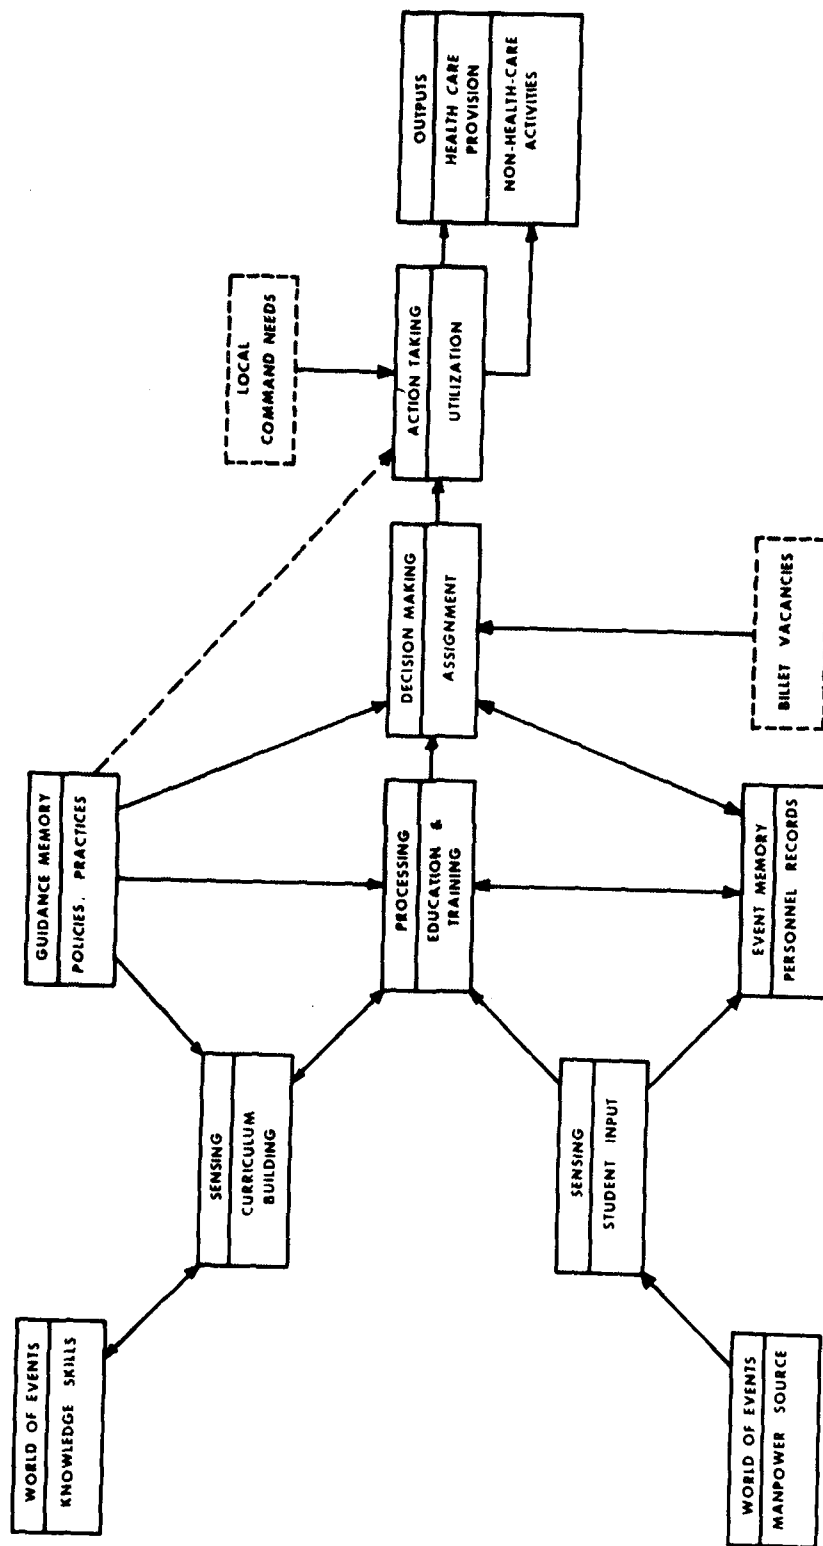 WORLD OF EVENTS
KNOWLEDGE SKILLS
SENSING
CURRICULUM
BUILDING
GUIDANCE MEMORY
POLICIES, PRACTICES
LOCAL
COMMAND NEEDS
PROCESSING
EDUCATION &
TRAINING
DECISION MAKING
ASSIGNMENT
ACTION TAKING
UTILIZATION
OUTPUTS
HEALTH CARE
PROVISION
NON-HEALTH-CARE
ACTIVITIES
SENSING
STUDENT INPUT
WORLD OF EVENTS
MANPOWER SOURCE
EVENT MEMORY
PERSONNEL RECORDS
BILLET VACANCIES